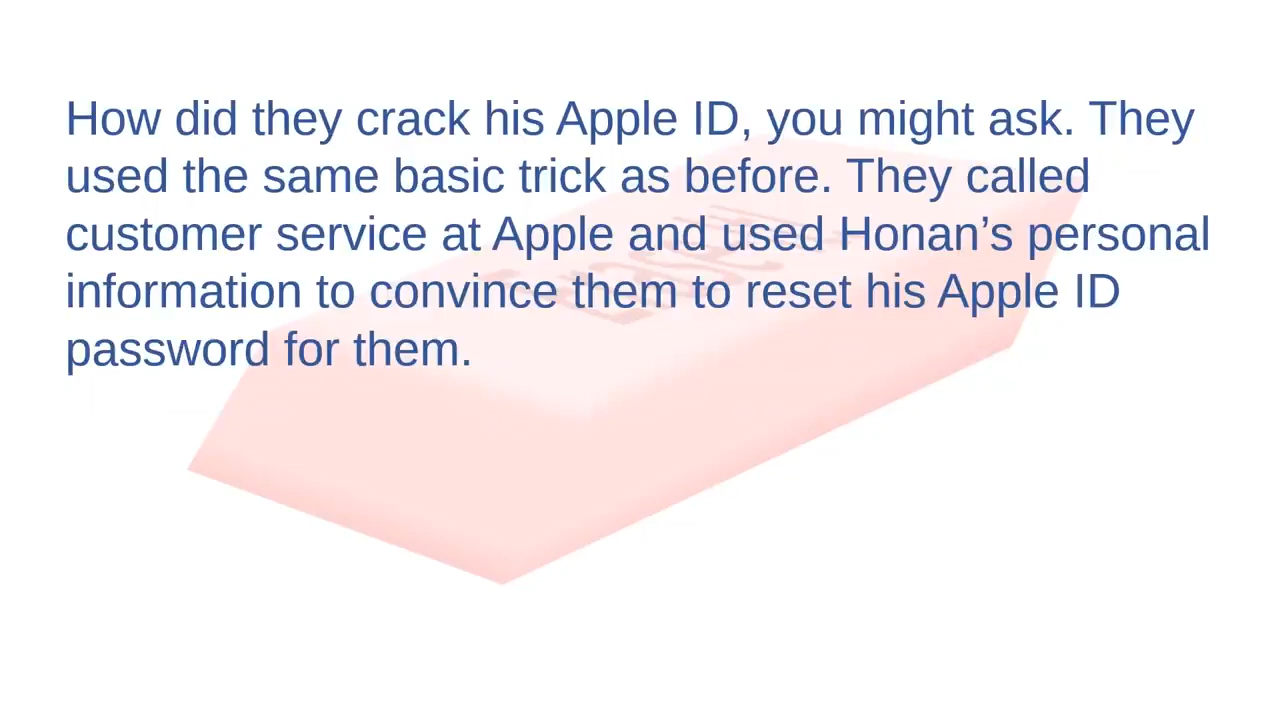 How did they crack his Apple ID, you might ask. They
used the same basic trick as before. They called
customer service at Apple and used Honan’s personal
information to convince them to reset his Apple ID
password for them.